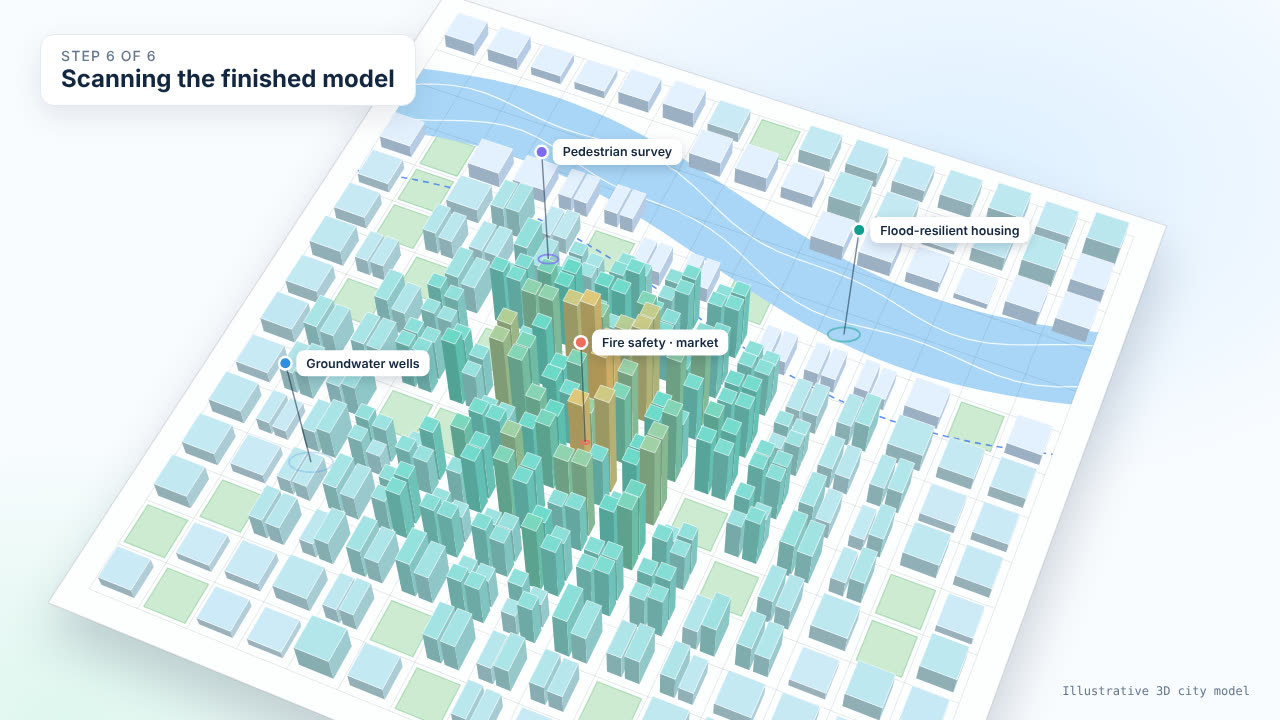 STEP 6 OF 6
Scanning the finished model
Pedestrian survey
Flood-resilient housing
Fire safety · market
Groundwater wells
Illustrative 3D city model